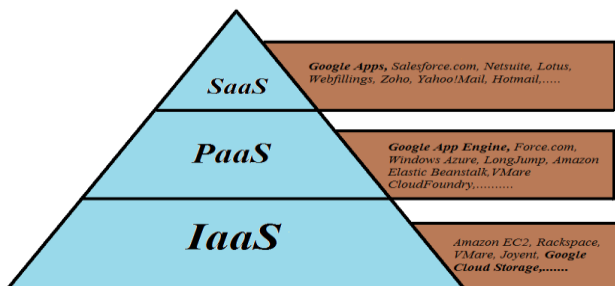 SaaS
Google Apps, Salesforce.com, Netsuite, Lotus,
Webfillings, Zoho, Yahoo!Mail, Hotmail,.....
PaaS
Google App Engine, Force.com,
Windows Azure, LongJump, Amazon
Elastic Beanstalk,VMare
CloudFoundry,..........
IaaS
Amazon EC2, Rackspace,
VMare, Joyent, Google
Cloud Storage,.......